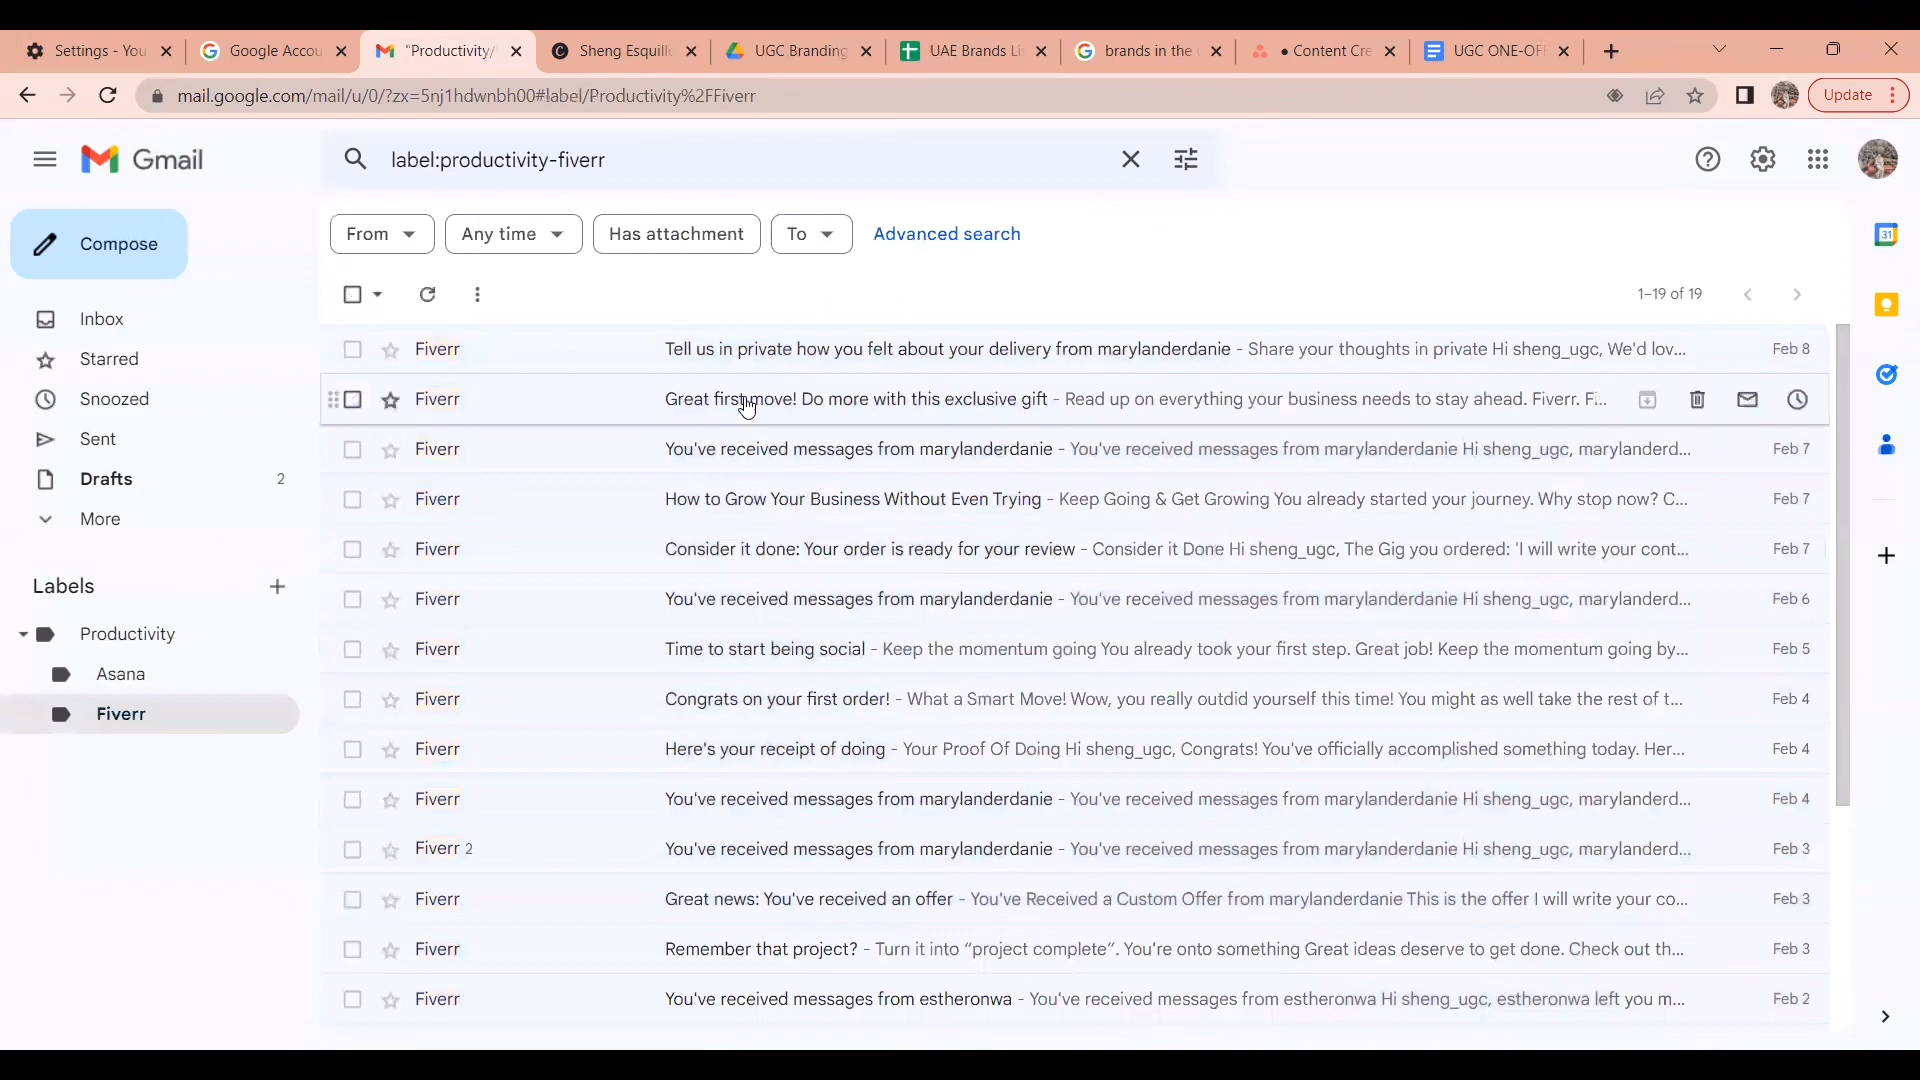 Settings - You
Google Accou
"Productivity/
Sheng Esquill
UGC Branding
UAE Brands Li
brands in the
• Content Cre
UGC ONE-OF
mail.google.com/mail/u/0/?zx=5nj1hdwnbh00#label/Productivity%2FFiverr
Update
Gmail
label:productivity-fiverr
Compose
From
Any time
Has attachment
To
Advanced search
1–19 of 19
Inbox
Starred
Snoozed
Sent
Drafts 2
More
Labels
Productivity
Asana
Fiverr
Fiverr Tell us in private how you felt about your delivery from marylanderdanie - Share your thoughts in private Hi sheng_ugc, We'd lov... Feb 8
Fiverr Great first move! Do more with this exclusive gift - Read up on everything your business needs to stay ahead. Fiverr. F...
Fiverr You've received messages from marylanderdanie - You've received messages from marylanderdanie Hi sheng_ugc, marylanderd... Feb 7
Fiverr How to Grow Your Business Without Even Trying - Keep Going & Get Growing You already started your journey. Why stop now? C... Feb 7
Fiverr Consider it done: Your order is ready for your review - Consider it Done Hi sheng_ugc, The Gig you ordered: 'I will write your cont... Feb 7
Fiverr You've received messages from marylanderdanie - You've received messages from marylanderdanie Hi sheng_ugc, marylanderd... Feb 6
Fiverr Time to start being social - Keep the momentum going You already took your first step. Great job! Keep the momentum going by... Feb 5
Fiverr Congrats on your first order! - What a Smart Move! Wow, you really outdid yourself this time! You might as well take the rest of t... Feb 4
Fiverr Here's your receipt of doing - Your Proof Of Doing Hi sheng_ugc, Congrats! You've officially accomplished something today. Her... Feb 4
Fiverr You've received messages from marylanderdanie - You've received messages from marylanderdanie Hi sheng_ugc, marylanderd... Feb 4
Fiverr 2 You've received messages from marylanderdanie - You've received messages from marylanderdanie Hi sheng_ugc, marylanderd... Feb 3
Fiverr Great news: You've received an offer - You've Received a Custom Offer from marylanderdanie This is the offer I will write your co... Feb 3
Fiverr Remember that project? - Turn it into “project complete”. You're onto something Great ideas deserve to get done. Check out th... Feb 3
Fiverr You've received messages from estheronwa - You've received messages from estheronwa Hi sheng_ugc, estheronwa left you m... Feb 2
31